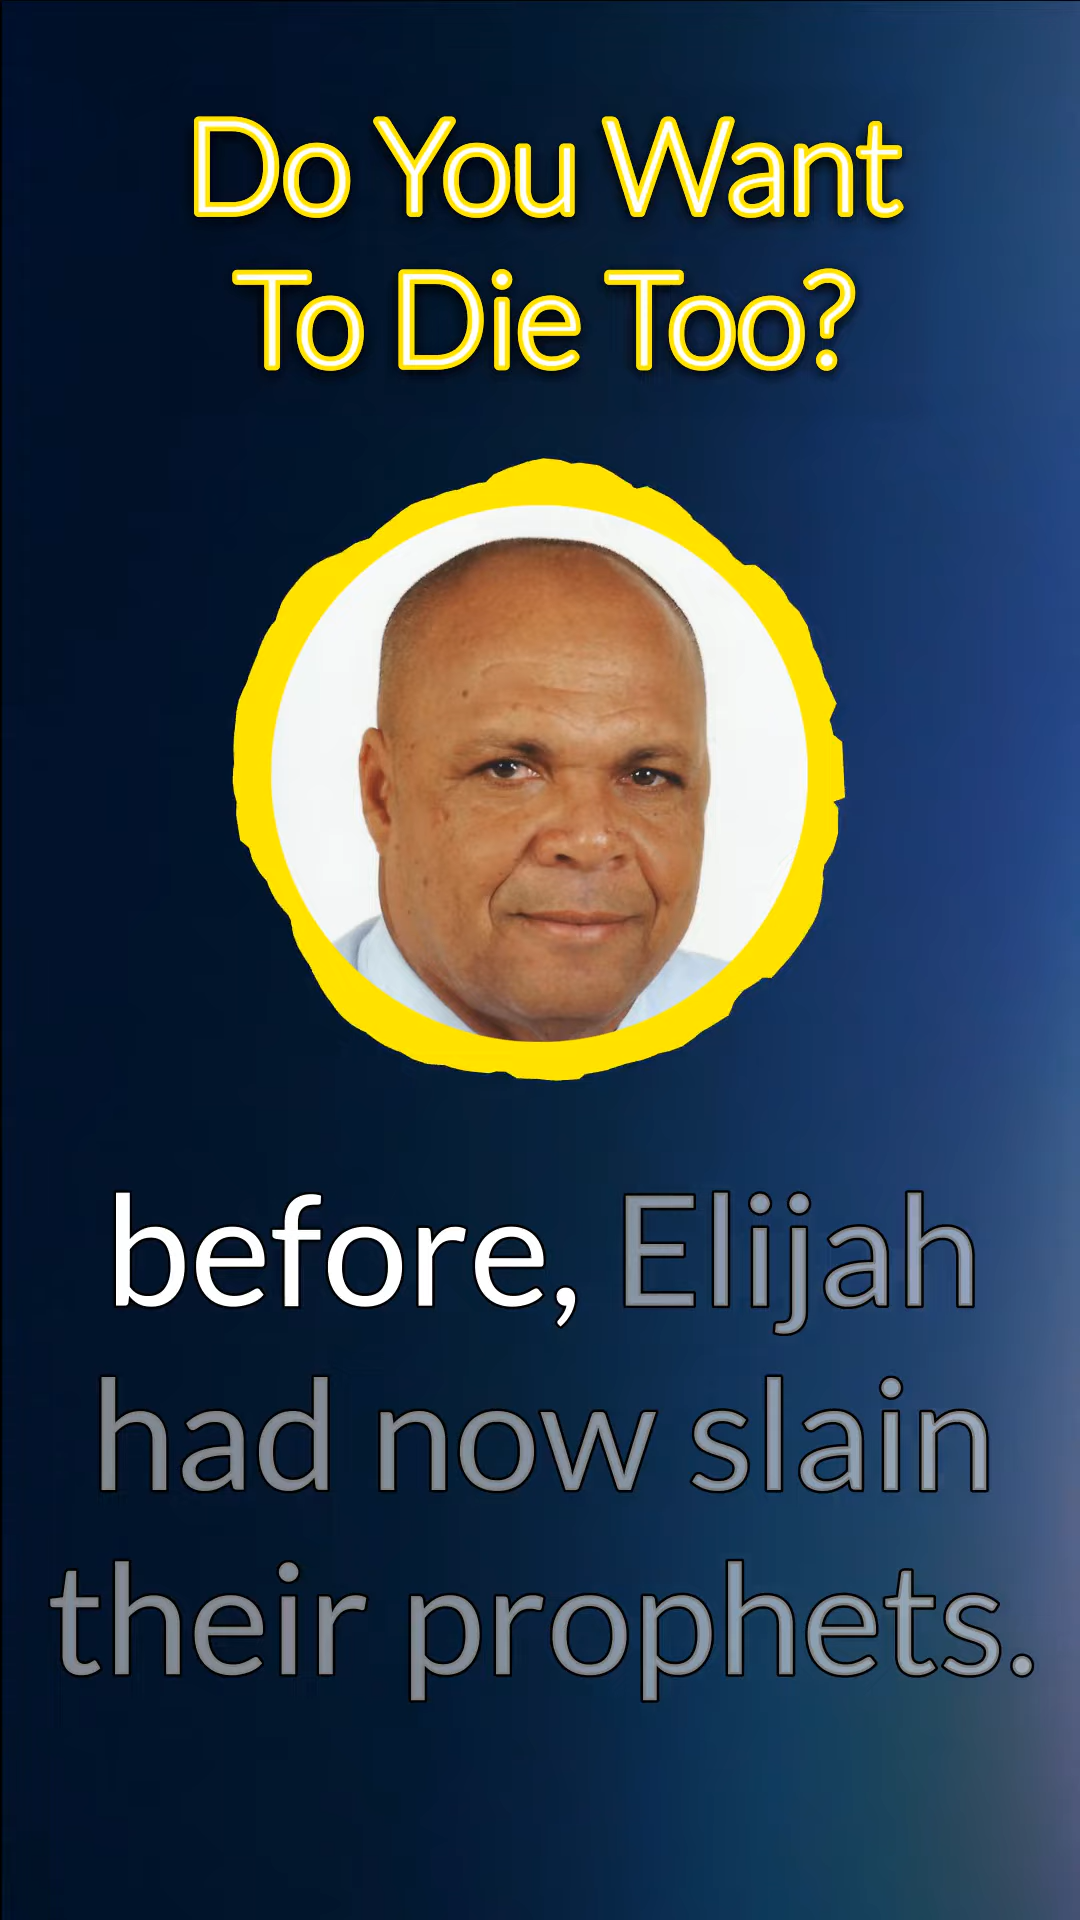 Do You Want
To Die Too?
before, Elijah
had now slain
their prophets.